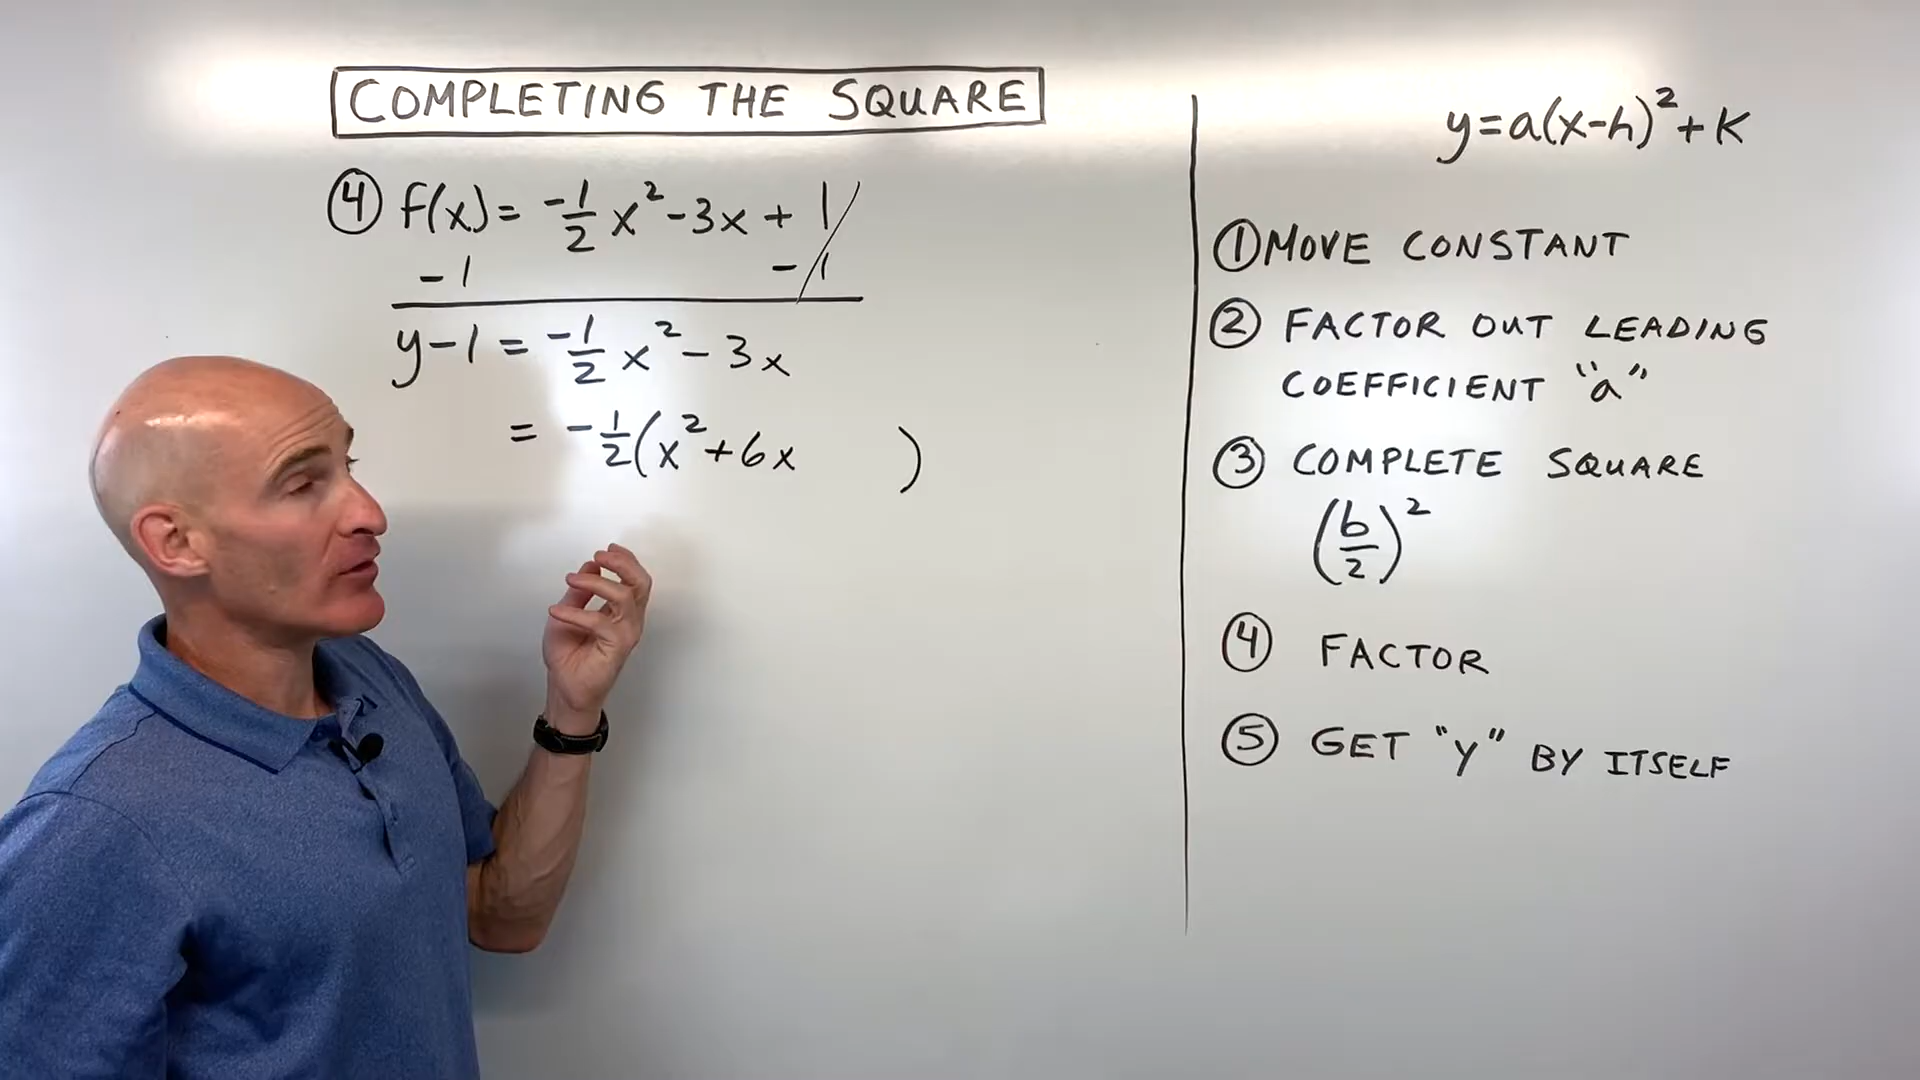 COMPLETING THE SQUARE
④ f(x) = -1/2 x² - 3x + 1
-1 -1
y-1 = -1/2 x² - 3x
= -1/2(x² + 6x )
y=a(x-h)²+k
① MOVE CONSTANT
② FACTOR OUT LEADING
COEFFICIENT "a"
③ COMPLETE SQUARE
(b/2)²
④ FACTOR
⑤ GET "y" BY ITSELF